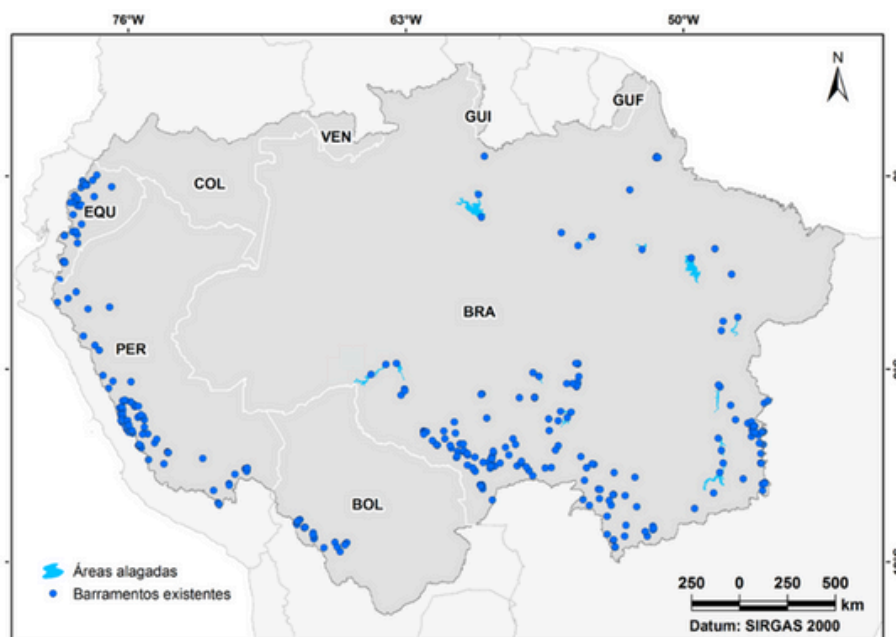 76°W 63°W 50°W
N
GUF
GUI
VEN
COL
EQU
BRA
PER
BOL
Áreas alagadas
Barramentos existentes
250 0 250 500
km
Datum: SIRGAS 2000